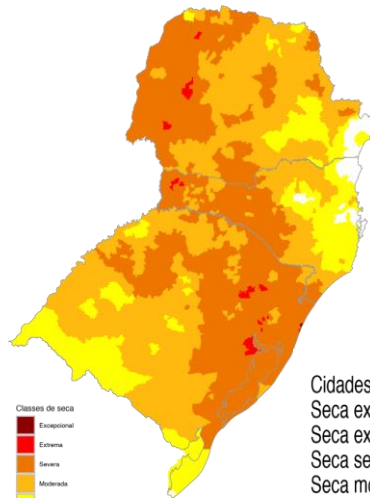 Classes de seca
Excepcional
Extrema
Severa
Moderada
Cidades
Seca ex
Seca ex
Seca se
Seca mo